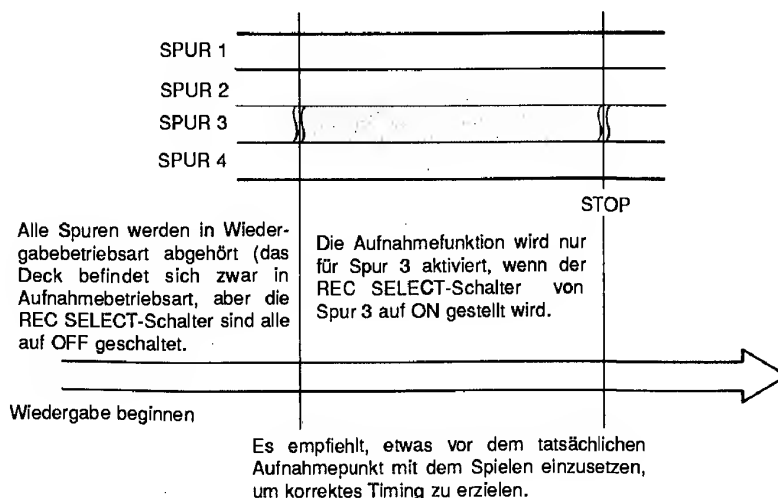 SPUR 1
SPUR 2
SPUR 3
SPUR 4
STOP
Alle Spuren werden in Wieder-
gabebetriebsart abgehört (das
Deck befindet sich zwar in
Aufnahmebetriebsart, aber die
REC SELECT-Schalter sind alle
auf OFF geschaltet.
Die Aufnahmefunktion wird nur
für Spur 3 aktiviert, wenn der
REC SELECT-Schalter von
Spur 3 auf ON gestellt wird.
Wiedergabe beginnen
Es empfiehlt, etwas vor dem tatsächlichen
Aufnahmepunkt mit dem Spielen einzusetzen,
um korrektes Timing zu erzielen.